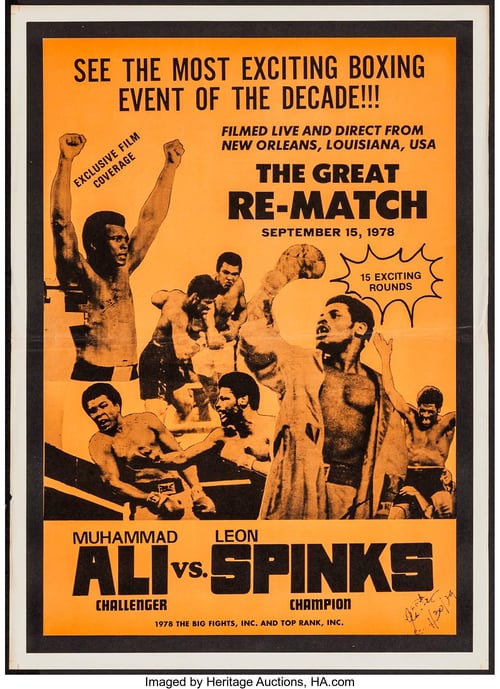 SEE THE MOST EXCITING BOXING
EVENT OF THE DECADE!!!
EXCLUSIVE FILM
COVERAGE
FILMED LIVE AND DIRECT FROM
NEW ORLEANS, LOUISIANA, USA
THE GREAT
RE-MATCH
SEPTEMBER 15, 1978
15 EXCITING
ROUNDS
MUHAMMAD
ALI
CHALLENGER
vs.
LEON
SPINKS
CHAMPION
1978 THE BIG FIGHTS, INC. AND TOP RANK, INC.
Imaged by Heritage Auctions, HA.com